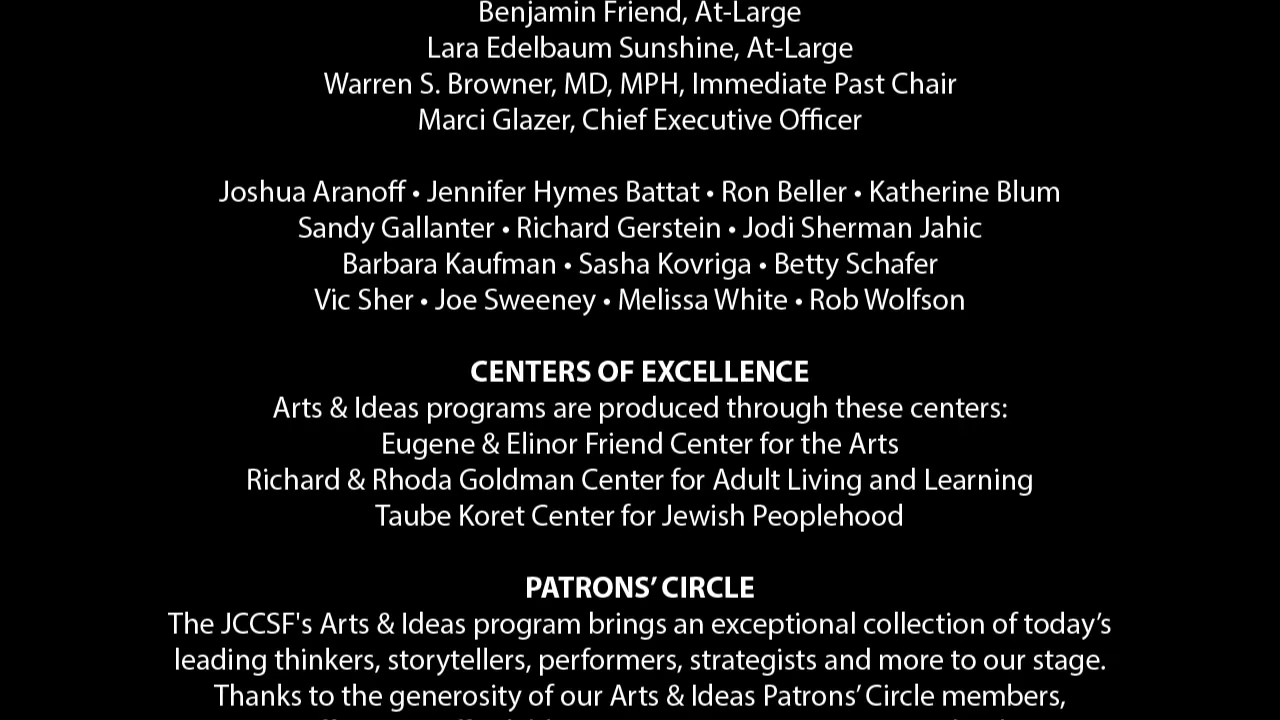 Benjamin Friend, At-Large
Lara Edelbaum Sunshine, At-Large
Warren S. Browner, MD, MPH, Immediate Past Chair
Marci Glazer, Chief Executive Officer
Joshua Aranoff • Jennifer Hymes Battat • Ron Beller • Katherine Blum
Sandy Gallanter • Richard Gerstein • Jodi Sherman Jahic
Barbara Kaufman • Sasha Kovriga • Betty Schafer
Vic Sher • Joe Sweeney • Melissa White • Rob Wolfson
CENTERS OF EXCELLENCE
Arts & Ideas programs are produced through these centers:
Eugene & Elinor Friend Center for the Arts
Richard & Rhoda Goldman Center for Adult Living and Learning
Taube Koret Center for Jewish Peoplehood
PATRONS’ CIRCLE
The JCCSF's Arts & Ideas program brings an exceptional collection of today’s
leading thinkers, storytellers, performers, strategists and more to our stage.
Thanks to the generosity of our Arts & Ideas Patrons’ Circle members,